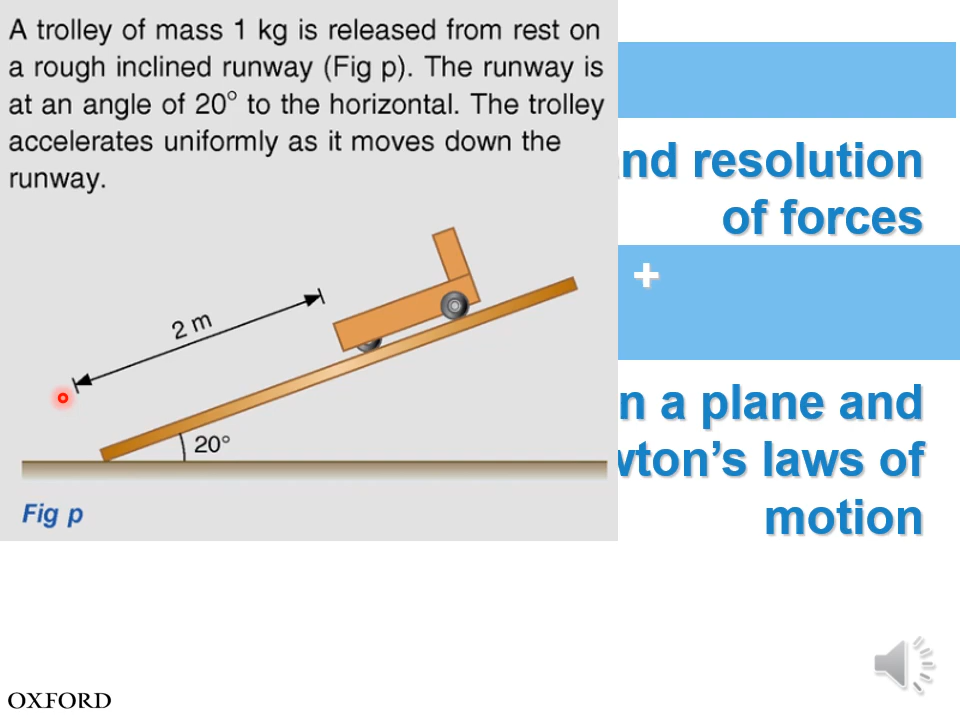 A trolley of mass 1 kg is released from rest on
a rough inclined runway (Fig p). The runway is
at an angle of 20° to the horizontal. The trolley
accelerates uniformly as it moves down the
runway.
2 m
20°
Fig p
and resolution
of forces
+
n a plane and
wton’s laws of
motion
OXFORD